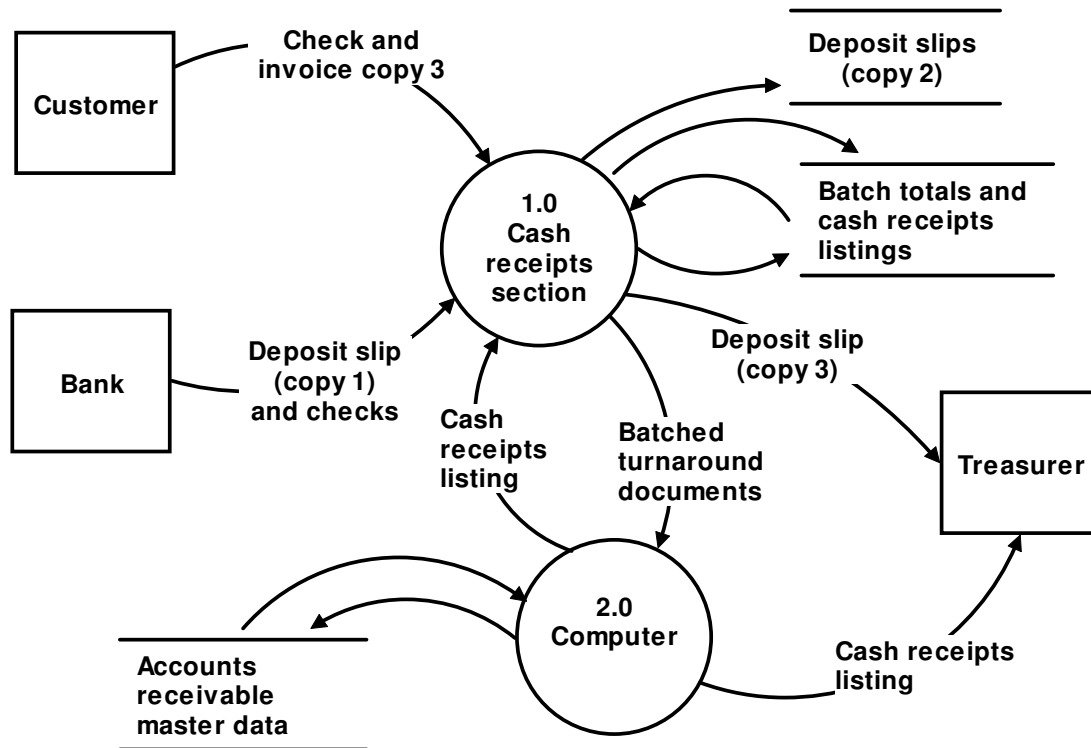 Customer
Check and
invoice copy 3
Deposit slips
(copy 2)
1.0
Cash
receipts
section
Batch totals and
cash receipts
listings
Bank
Deposit slip
(copy 1)
and checks
Deposit slip
(copy 3)
Cash
receipts
listing
Batched
turnaround
documents
Treasurer
2.0
Computer
Accounts
receivable
master data
Cash receipts
listing